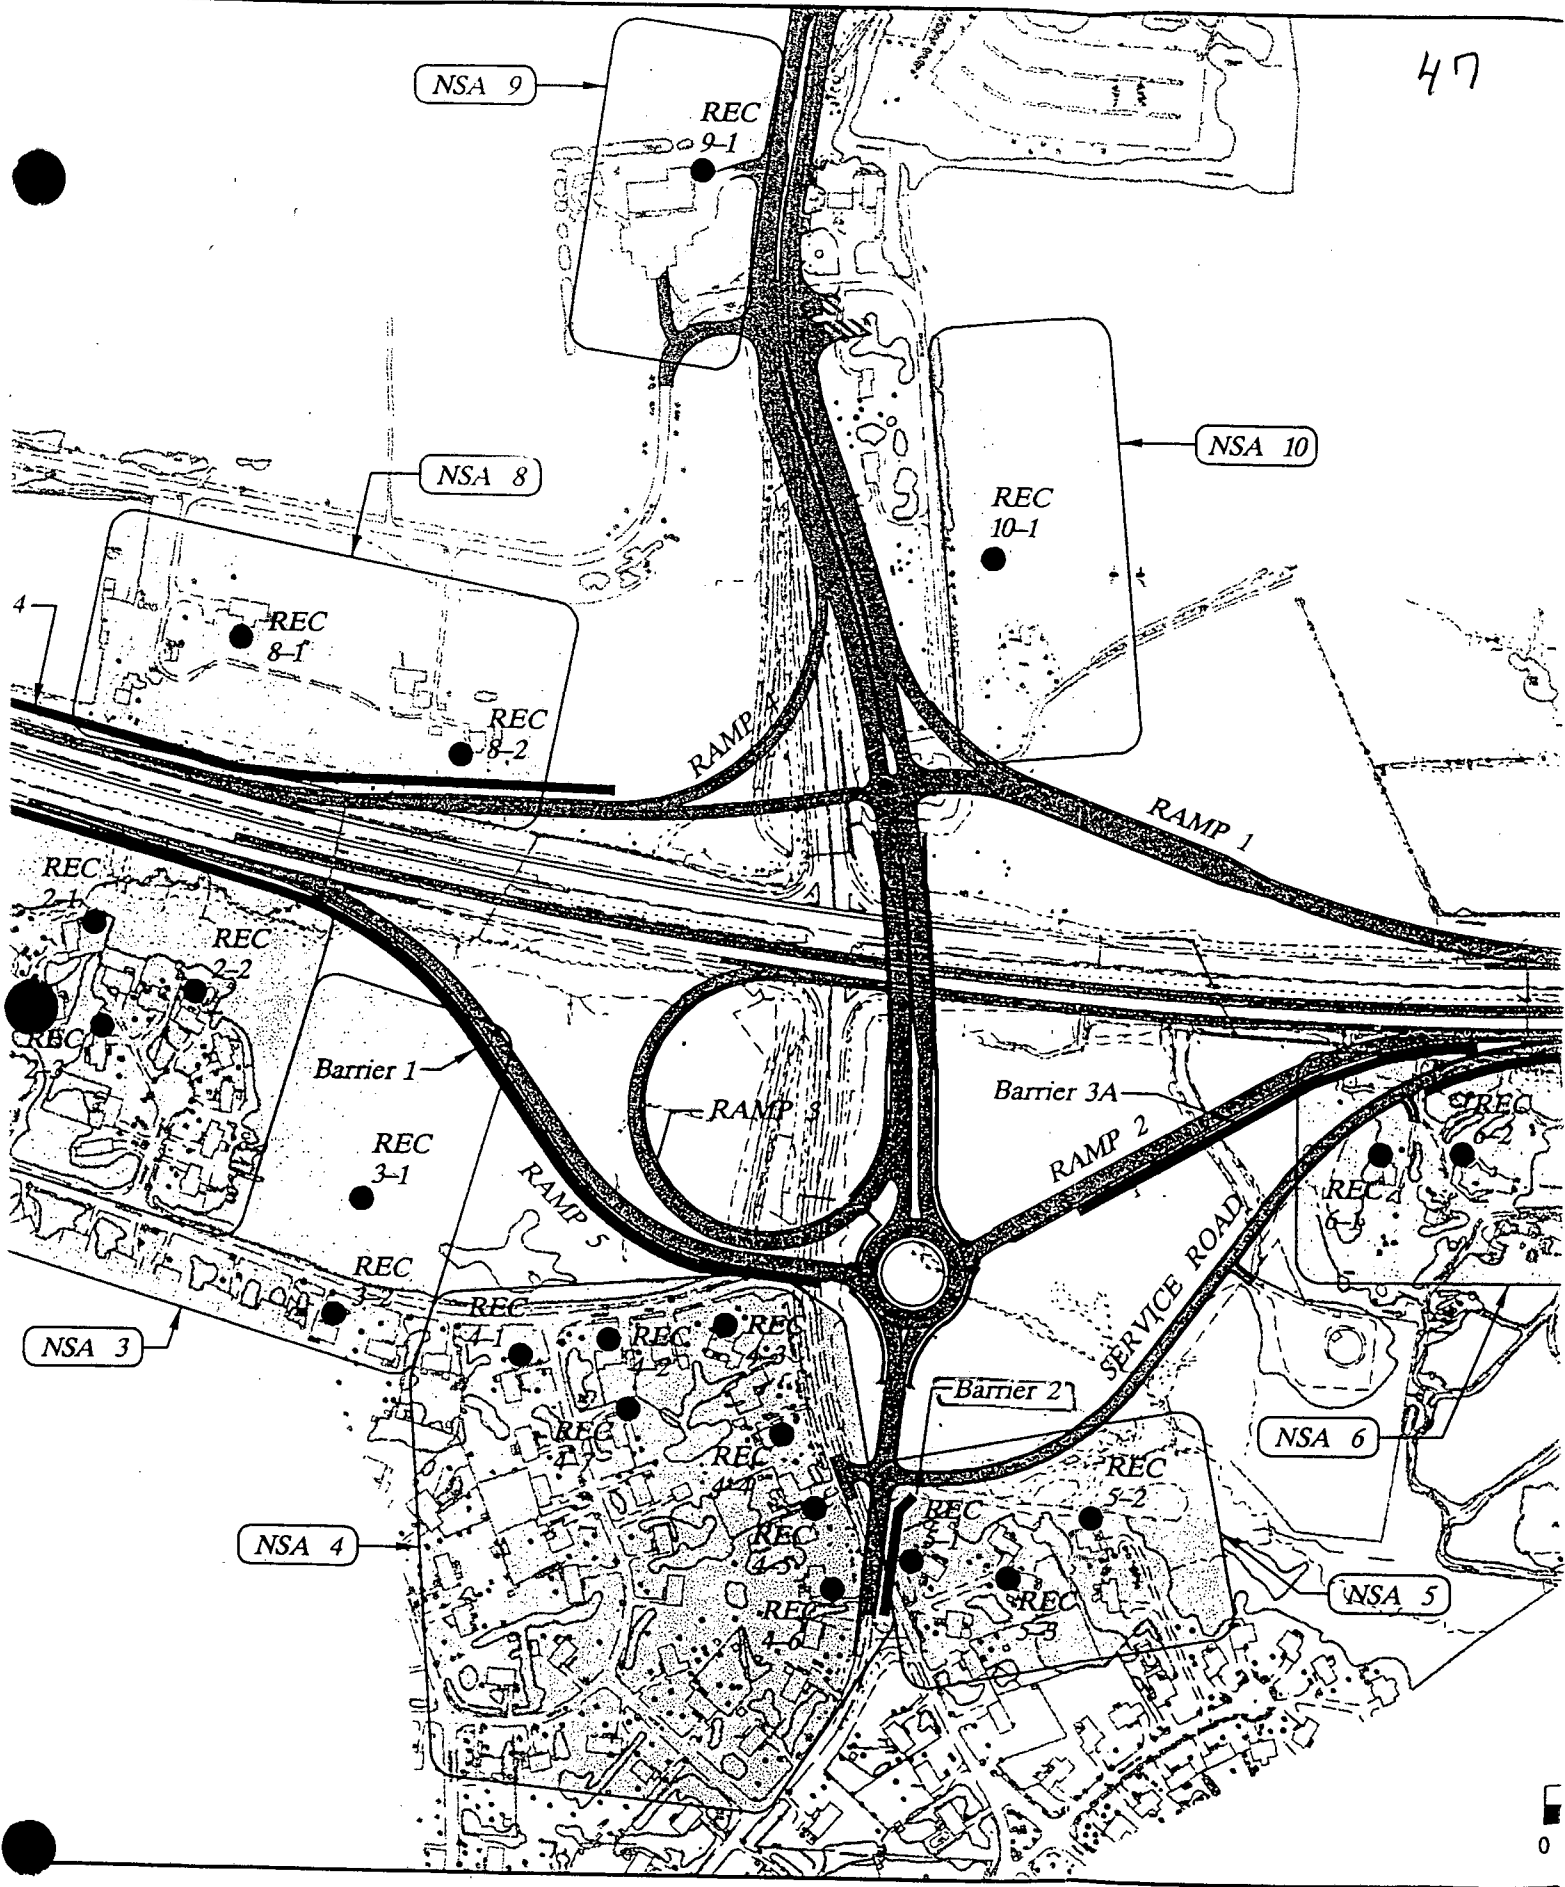 47
NSA 9
REC
9-1
NSA 10
NSA 8
REC
10-1
4
REC
8-1
REC
8-2
RAMP 4
RAMP 1
REC
2-1
REC
2-2
REC
2-3
Barrier 1
RAMP 3
Barrier 3A
RAMP 2
REC
6-2
REC
3-1
RAMP 5
REC
6-1
SERVICE ROAD
REC
3-2
NSA 3
REC
4-1
REC
4-2
REC
4-3
Barrier 2
REC
4-7
REC
4-4
NSA 6
REC
5-2
REC
5-1
NSA 4
REC
4-5
NSA 5
REC
4-6
REC
5-3
0